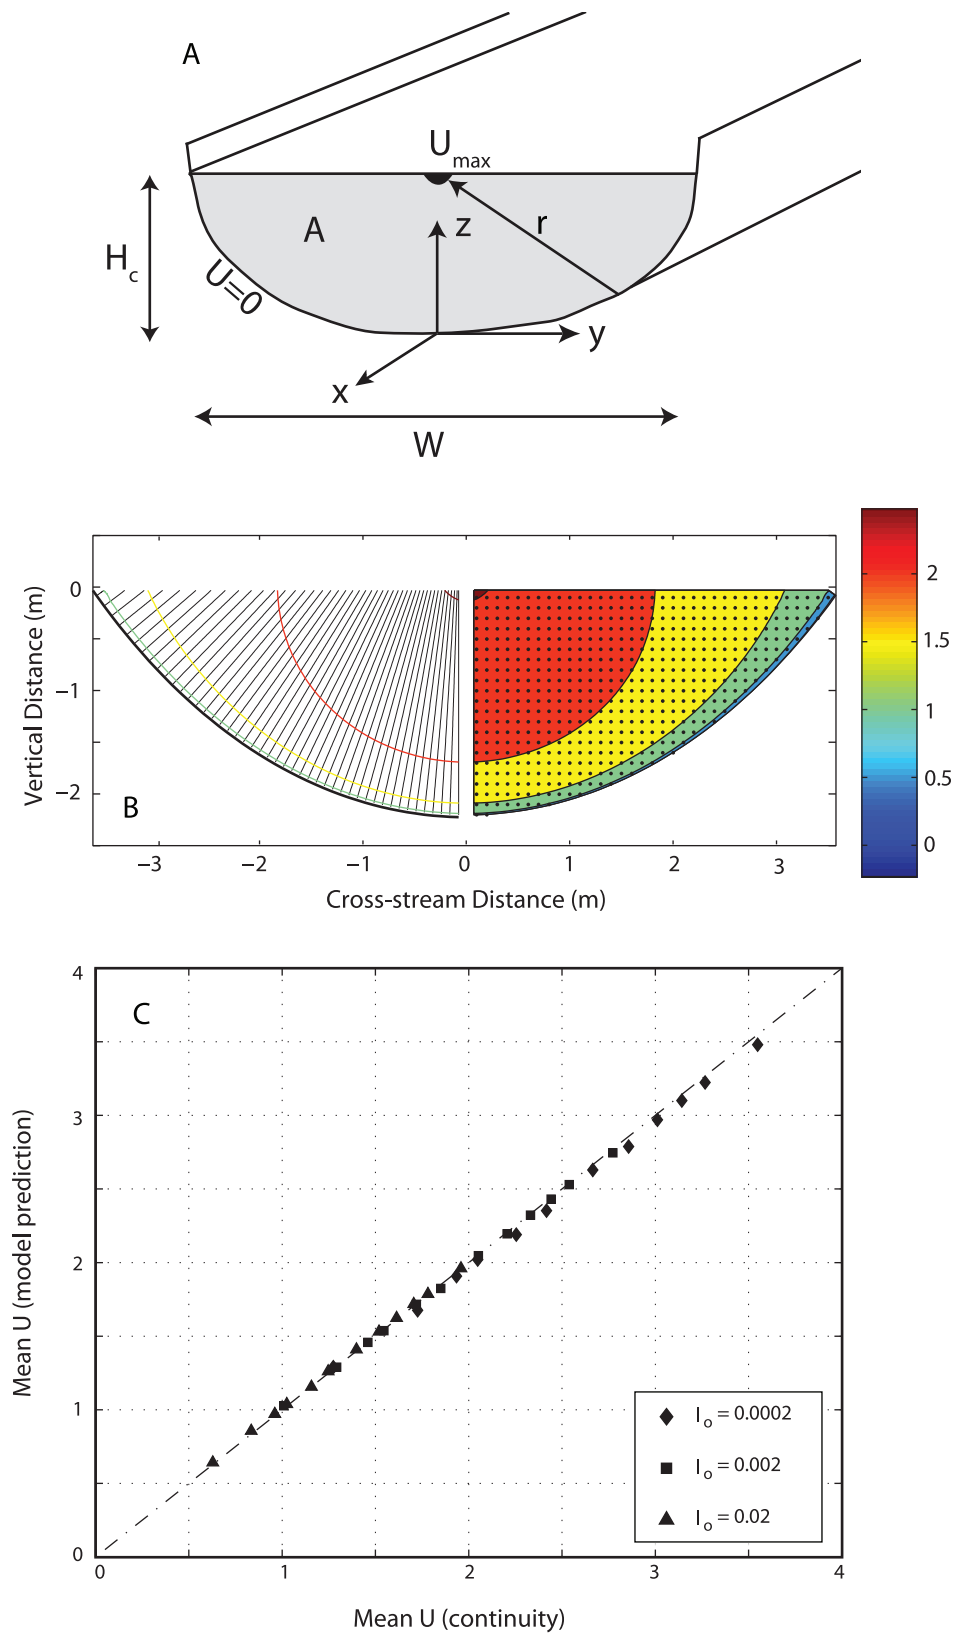 A
U max
A
z
r
H c
U=0
y
x
W
0
−1
−2
Vertical Distance (m)
B
−3 −2 −1 0 1 2 3
Cross-stream Distance (m)
2
1.5
1
0.5
0
C
4
3
2
1
0
Mean U (model prediction)
I o = 0.0002
I o = 0.002
I o = 0.02
0 1 2 3 4
Mean U (continuity)